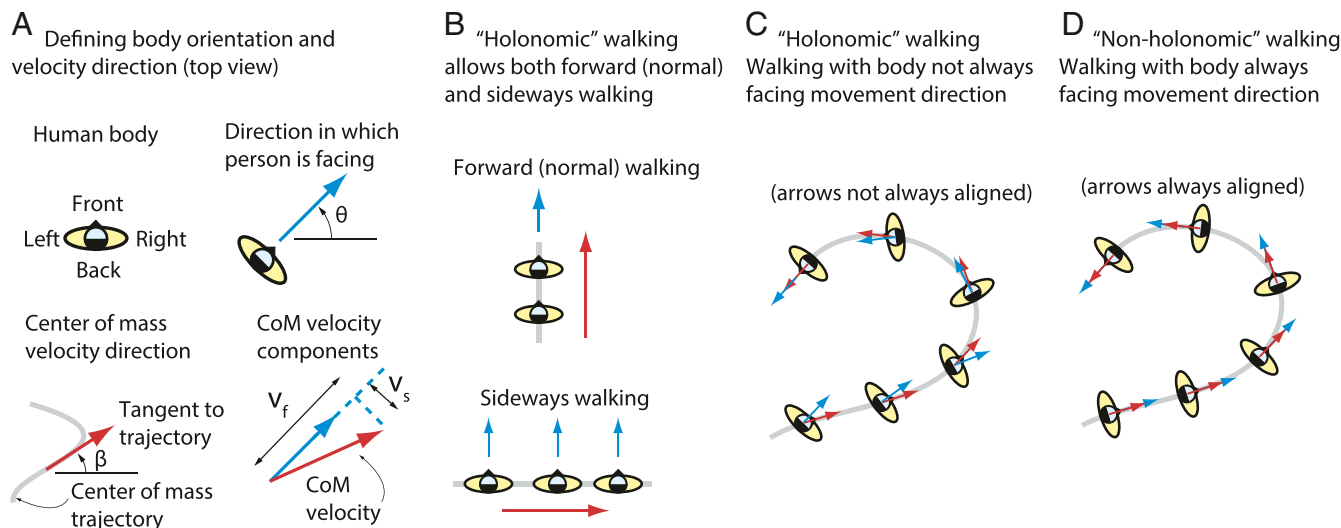 A Defining body orientation and
velocity direction (top view)
Human body
Front
Left
Right
Back
Direction in which
person is facing
θ
Center of mass
velocity direction
Tangent to
trajectory
β
Center of mass
trajectory
CoM velocity
components
Vf
Vs
CoM
velocity
B "Holonomic" walking
allows both forward (normal)
and sideways walking
Forward (normal) walking
Sideways walking
C "Holonomic" walking
Walking with body not always
facing movement direction
(arrows not always aligned)
D "Non-holonomic" walking
Walking with body always
facing movement direction
(arrows always aligned)